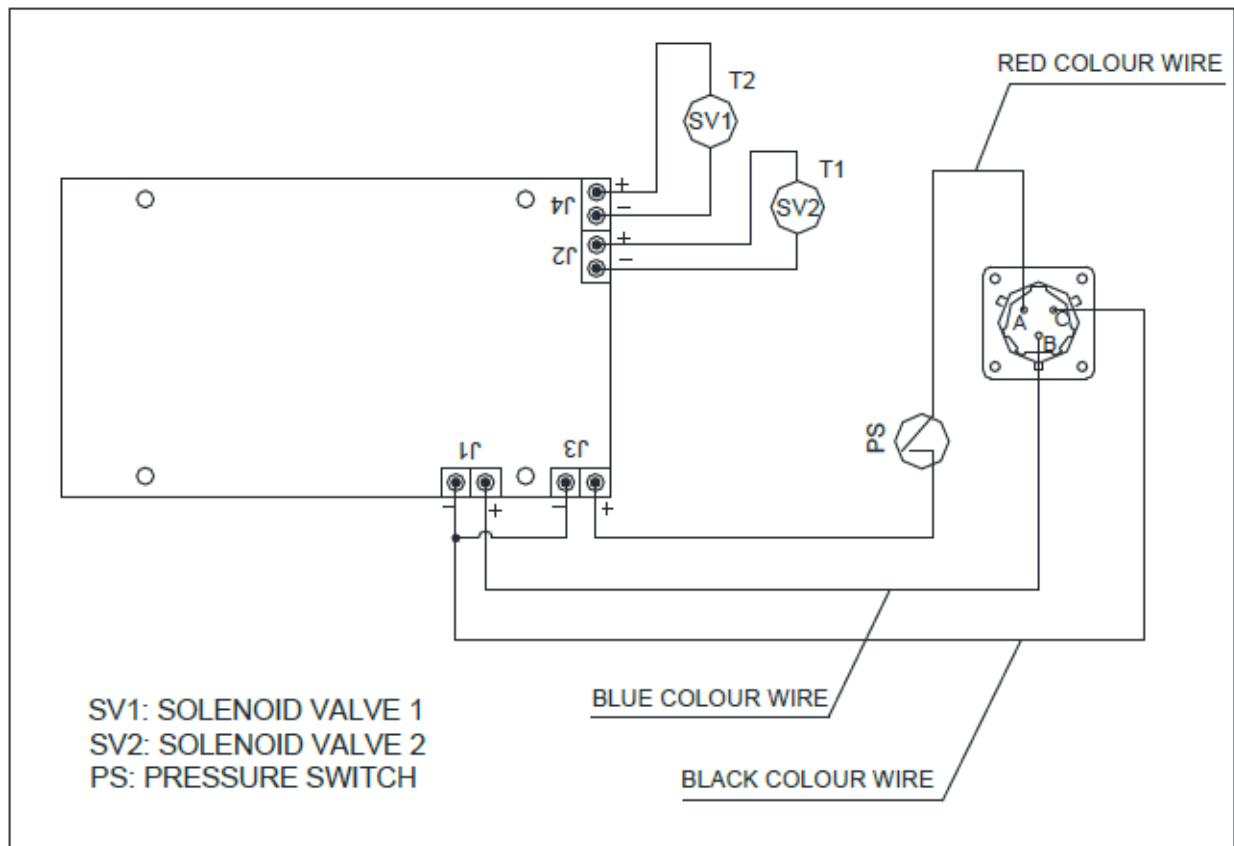 RED COLOUR WIRE
T2
SV1
T1
SV2
+
J4
−
+
J2
−
A
C
B
PS
J1
J3
−
+
−
+
BLUE COLOUR WIRE
BLACK COLOUR WIRE
SV1: SOLENOID VALVE 1
SV2: SOLENOID VALVE 2
PS: PRESSURE SWITCH